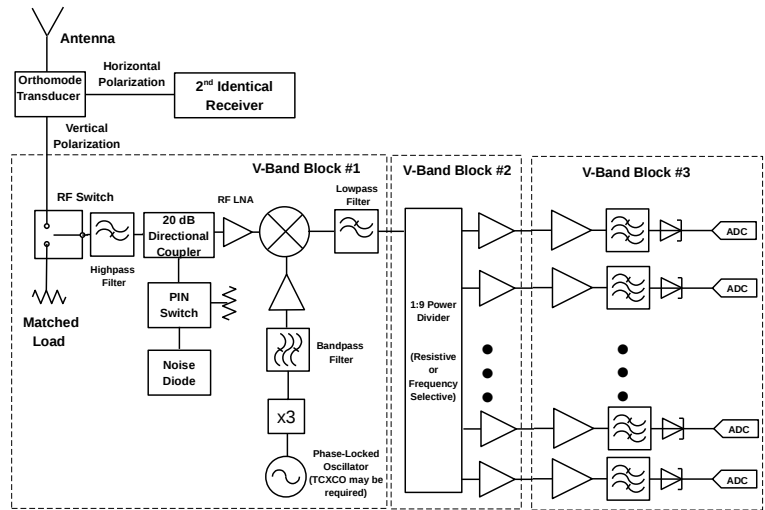 Antenna
Orthomode
Transducer
Horizontal
Polarization
2nd Identical
Receiver
Vertical
Polarization
V-Band Block #1
V-Band Block #2
V-Band Block #3
RF Switch
RF LNA
Lowpass
Filter
20 dB
Directional
Coupler
Highpass
Filter
PIN
Switch
Matched
Load
Noise
Diode
Bandpass
Filter
x3
Phase-Locked
Oscillator
(TCXCO may be
required)
1:9 Power
Divider
(Resistive
or
Frequency
Selective)
ADC
ADC
ADC
ADC